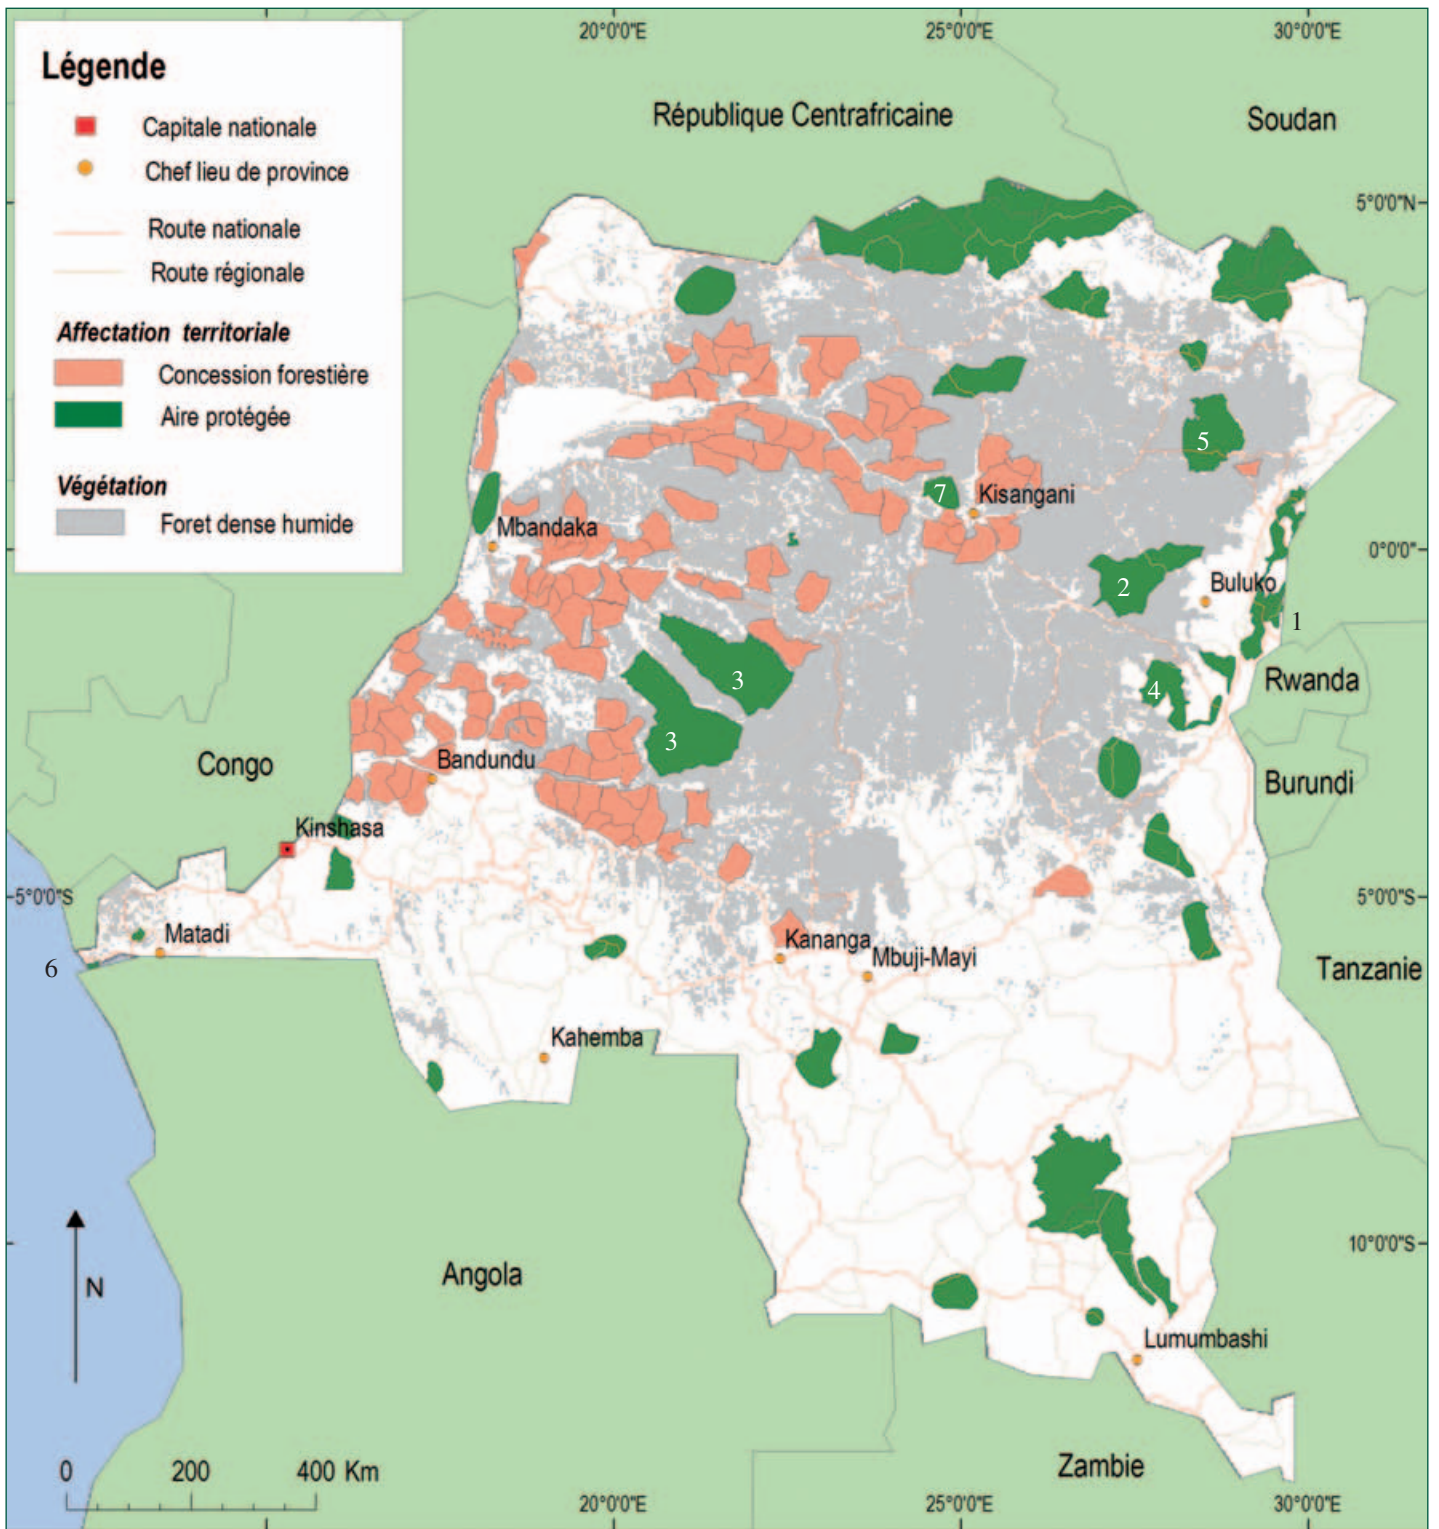 Légende
Capitale nationale
Chef lieu de province
Route nationale
Route régionale
Affectation territoriale
Concession forestière
Aire protégée
Végétation
Foret dense humide
20°0'0"E
25°0'0"E
30°0'0"E
République Centrafricaine
Soudan
5°0'0"N
5
7
Kisangani
Mbandaka
0°0'0"
2
Buluko
1
3
4
Rwanda
3
Congo
Bandundu
Burundi
Kinshasa
5°0'0"S
5°0'0"S
Matadi
Kananga
6
Mbuji-Mayi
Tanzanie
Kahemba
10°0'0"S
Angola
N
Lumumbashi
Zambie
0
200
400 Km
20°0'0"E
25°0'0"E
30°0'0"E